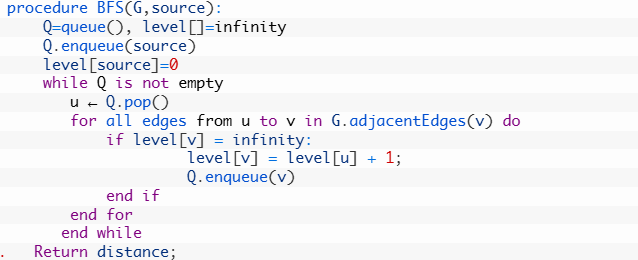 procedure BFS(G,source):
Q=queue(), level[]=infinity
Q.enqueue(source)
level[source]=0
while Q is not empty
u ← Q.pop()
for all edges from u to v in G.adjacentEdges(v) do
if level[v] = infinity:
level[v] = level[u] + 1;
Q.enqueue(v)
end if
end for
end while
. Return distance;